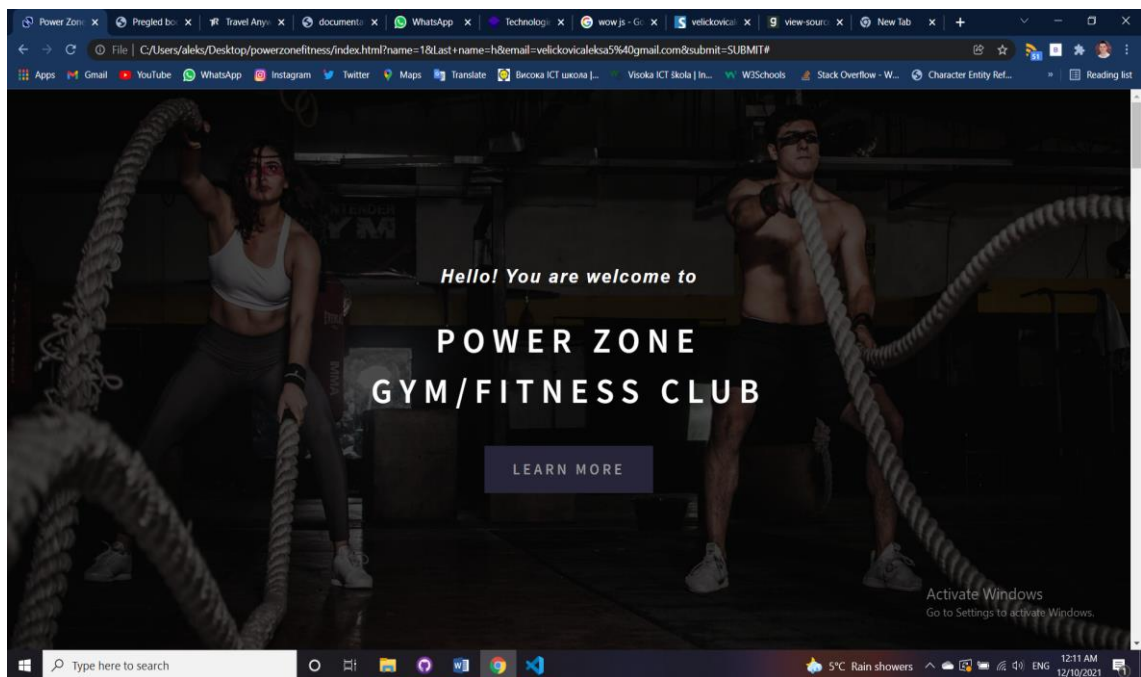 Power Zone
Pregled bo
Travel Anyw
documenta
WhatsApp
Technologi
wow js - Go
velickovical
view-sourc
New Tab
File | C:/Users/aleks/Desktop/powerzonefitness/index.html?name=1&Last+name=h&email=velickovicaleksa5%40gmail.com&submit=SUBMIT#
51
Apps
Gmail
YouTube
WhatsApp
Instagram
Twitter
Maps
Translate
Висока ІСТ школа |...
Visoka ICT Škola | In...
W3Schools
Stack Overflow - W...
Character Entity Ref...
»
Reading list
Hello! You are welcome to
POWER ZONE
GYM/FITNESS CLUB
LEARN MORE
Activate Windows
Go to Settings to activate Windows.
Type here to search
5°C Rain showers
ENG
12:11 AM
12/10/2021